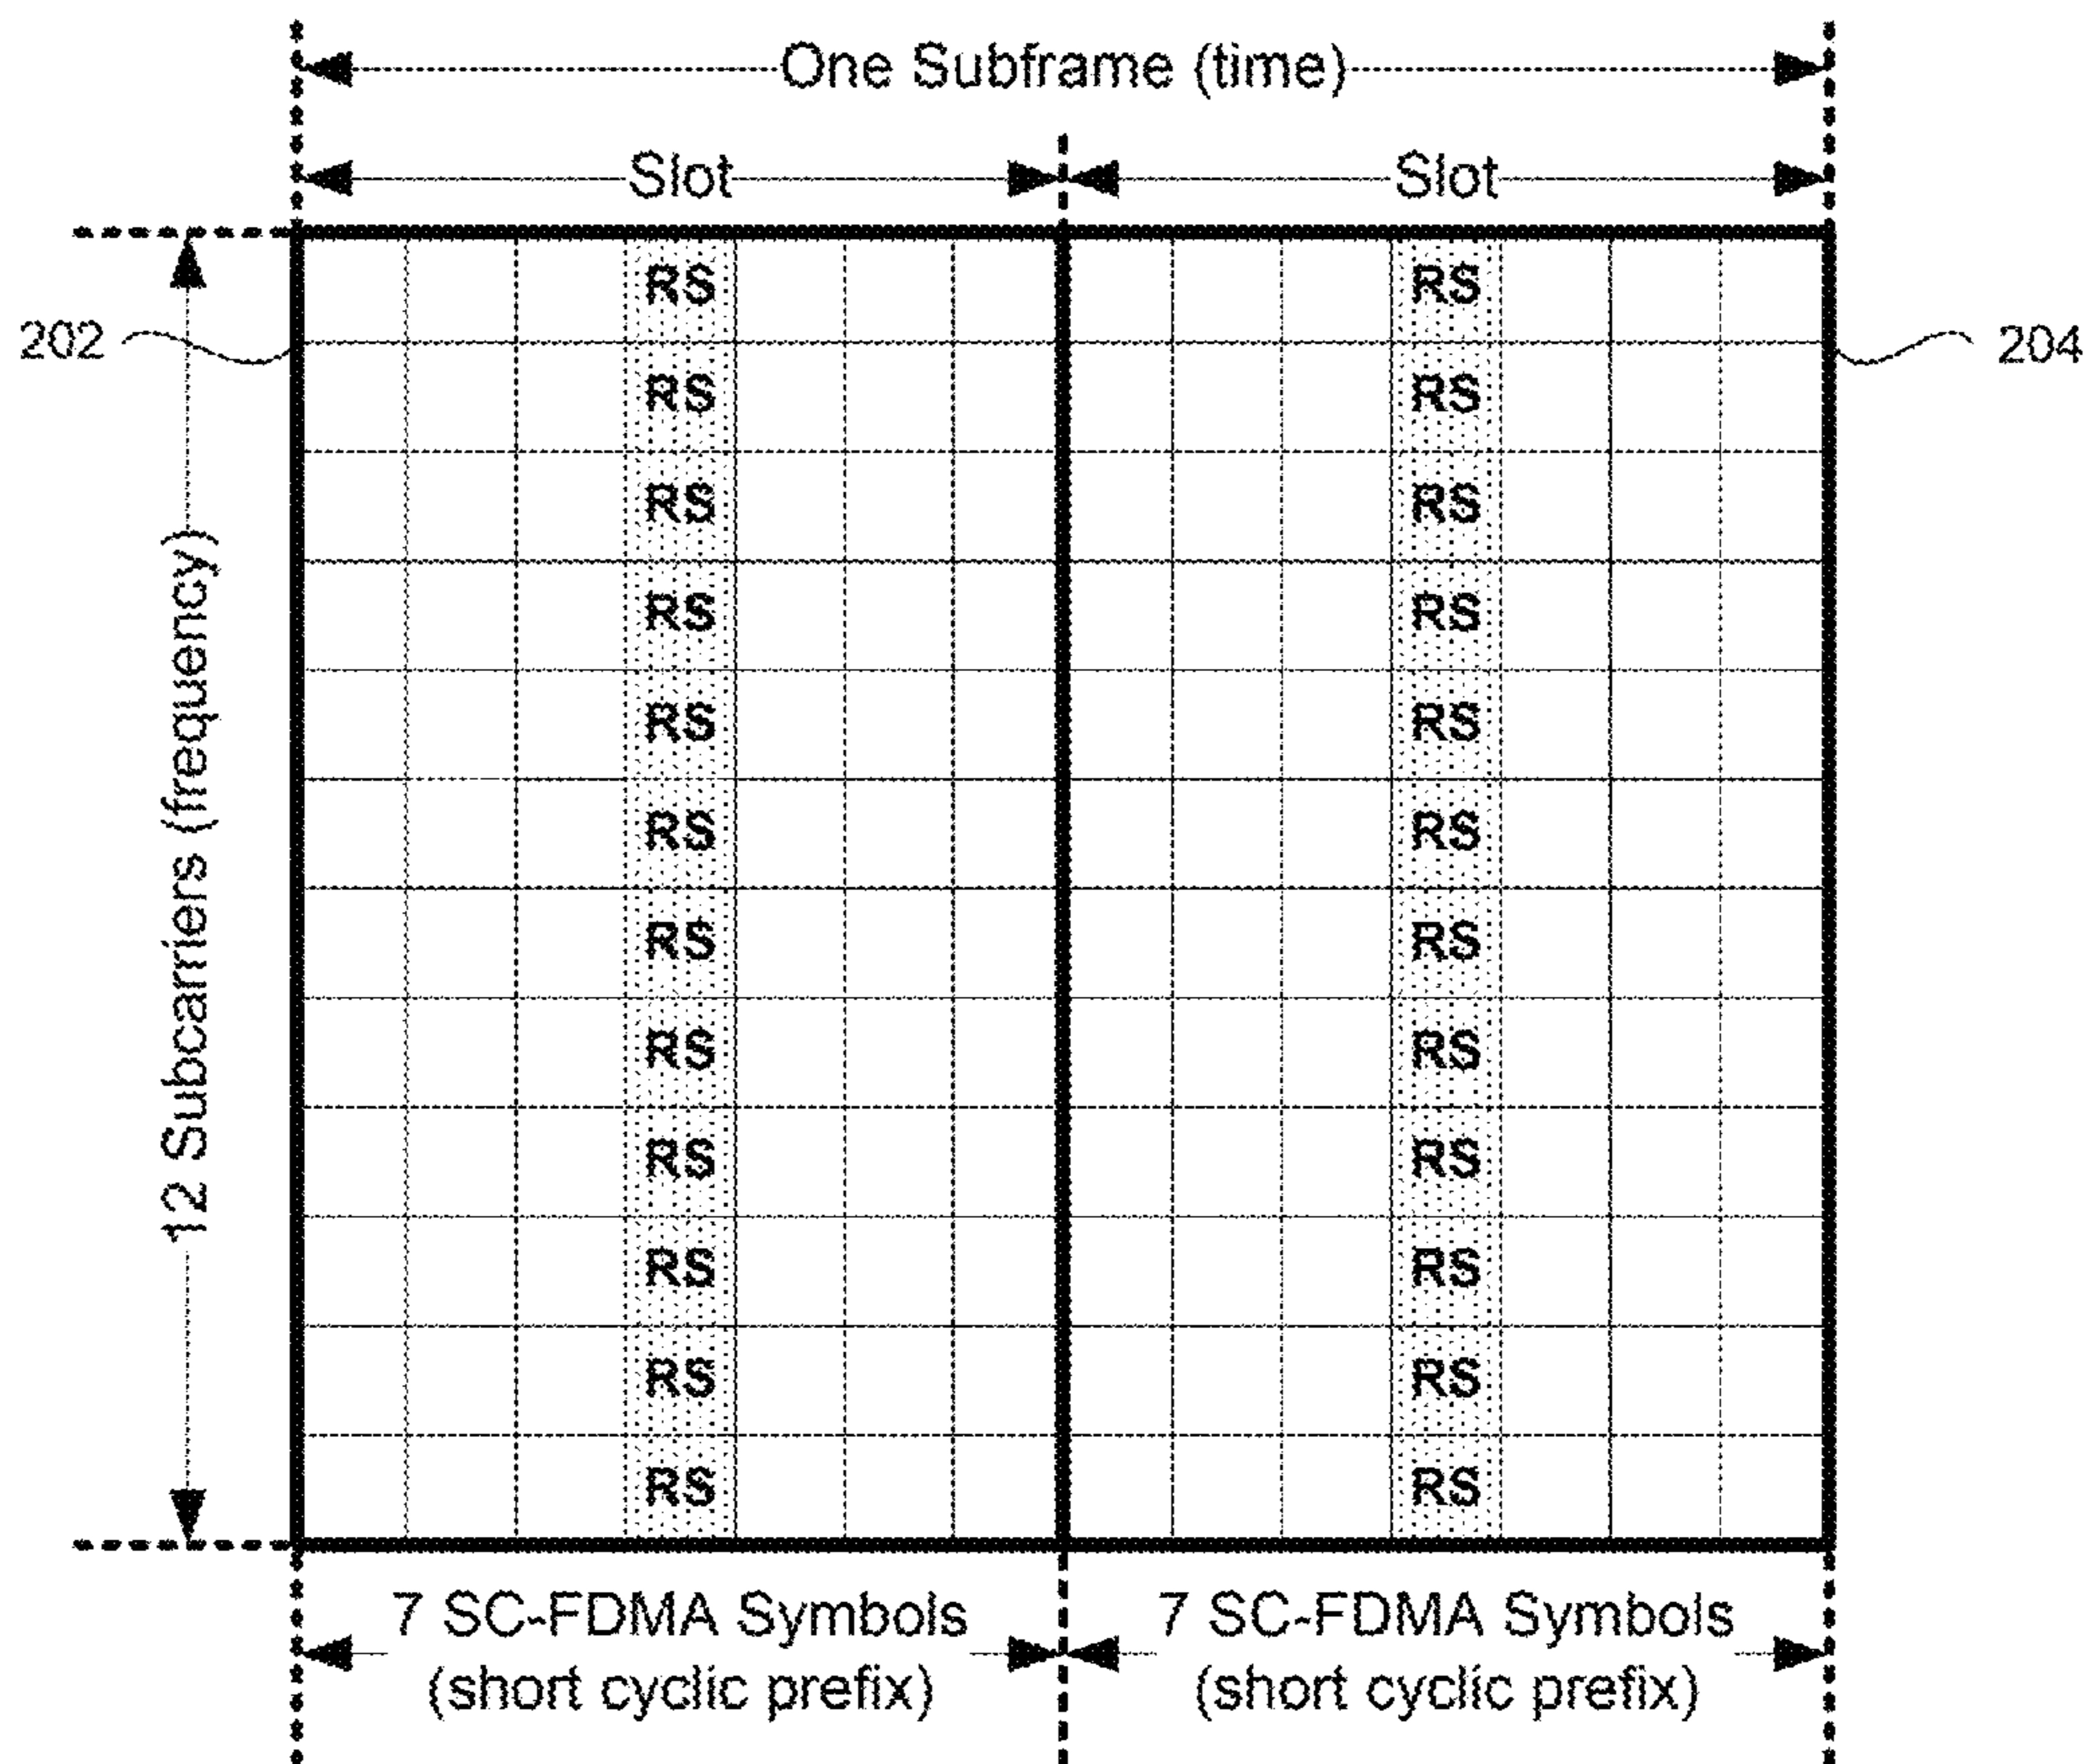 One Subframe (time)
Slot Slot
RS RS
202 204
RS RS
RS RS
RS RS
RS RS
RS RS
RS RS
RS RS
RS RS
RS RS
RS RS
RS RS
12 Subcarriers (frequency)
7 SC-FDMA Symbols 7 SC-FDMA Symbols
(short cyclic prefix) (short cyclic prefix)